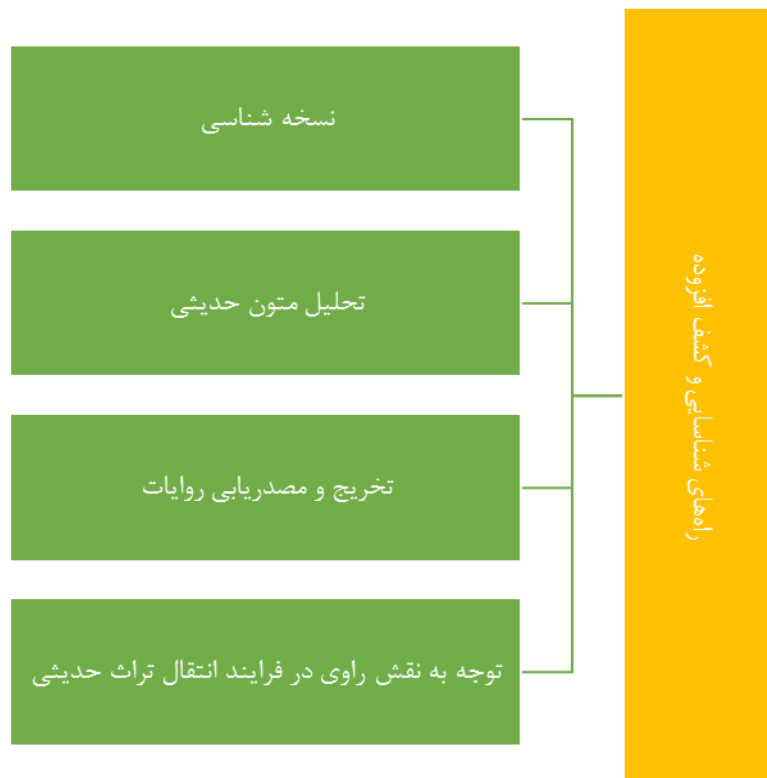 راه‌های شناسایی و کشف افزوده
نسخه شناسی
تحلیل متون حدیثی
تخریج و مصدریابی روایات
توجه به نقش راوی در فرایند انتقال تراث حدیثی